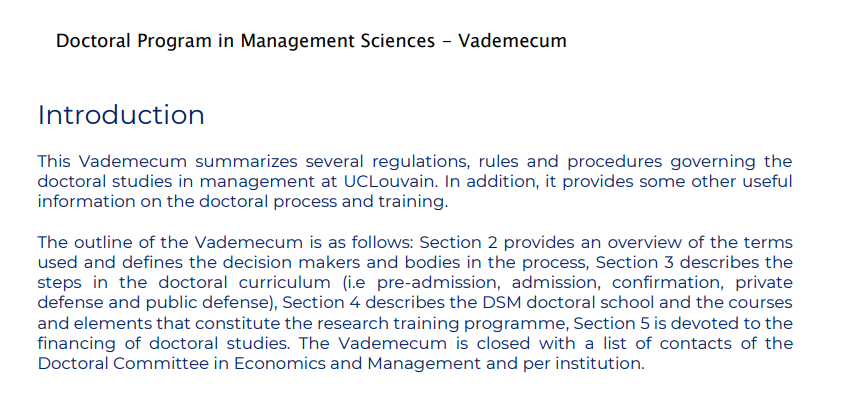 Doctoral Program in Management Sciences – Vademecum
Introduction
This Vademecum summarizes several regulations, rules and procedures governing the
doctoral studies in management at UCLouvain. In addition, it provides some other useful
information on the doctoral process and training.
The outline of the Vademecum is as follows: Section 2 provides an overview of the terms
used and defines the decision makers and bodies in the process, Section 3 describes the
steps in the doctoral curriculum (i.e pre-admission, admission, confirmation, private
defense and public defense), Section 4 describes the DSM doctoral school and the courses
and elements that constitute the research training programme, Section 5 is devoted to the
financing of doctoral studies. The Vademecum is closed with a list of contacts of the
Doctoral Committee in Economics and Management and per institution.